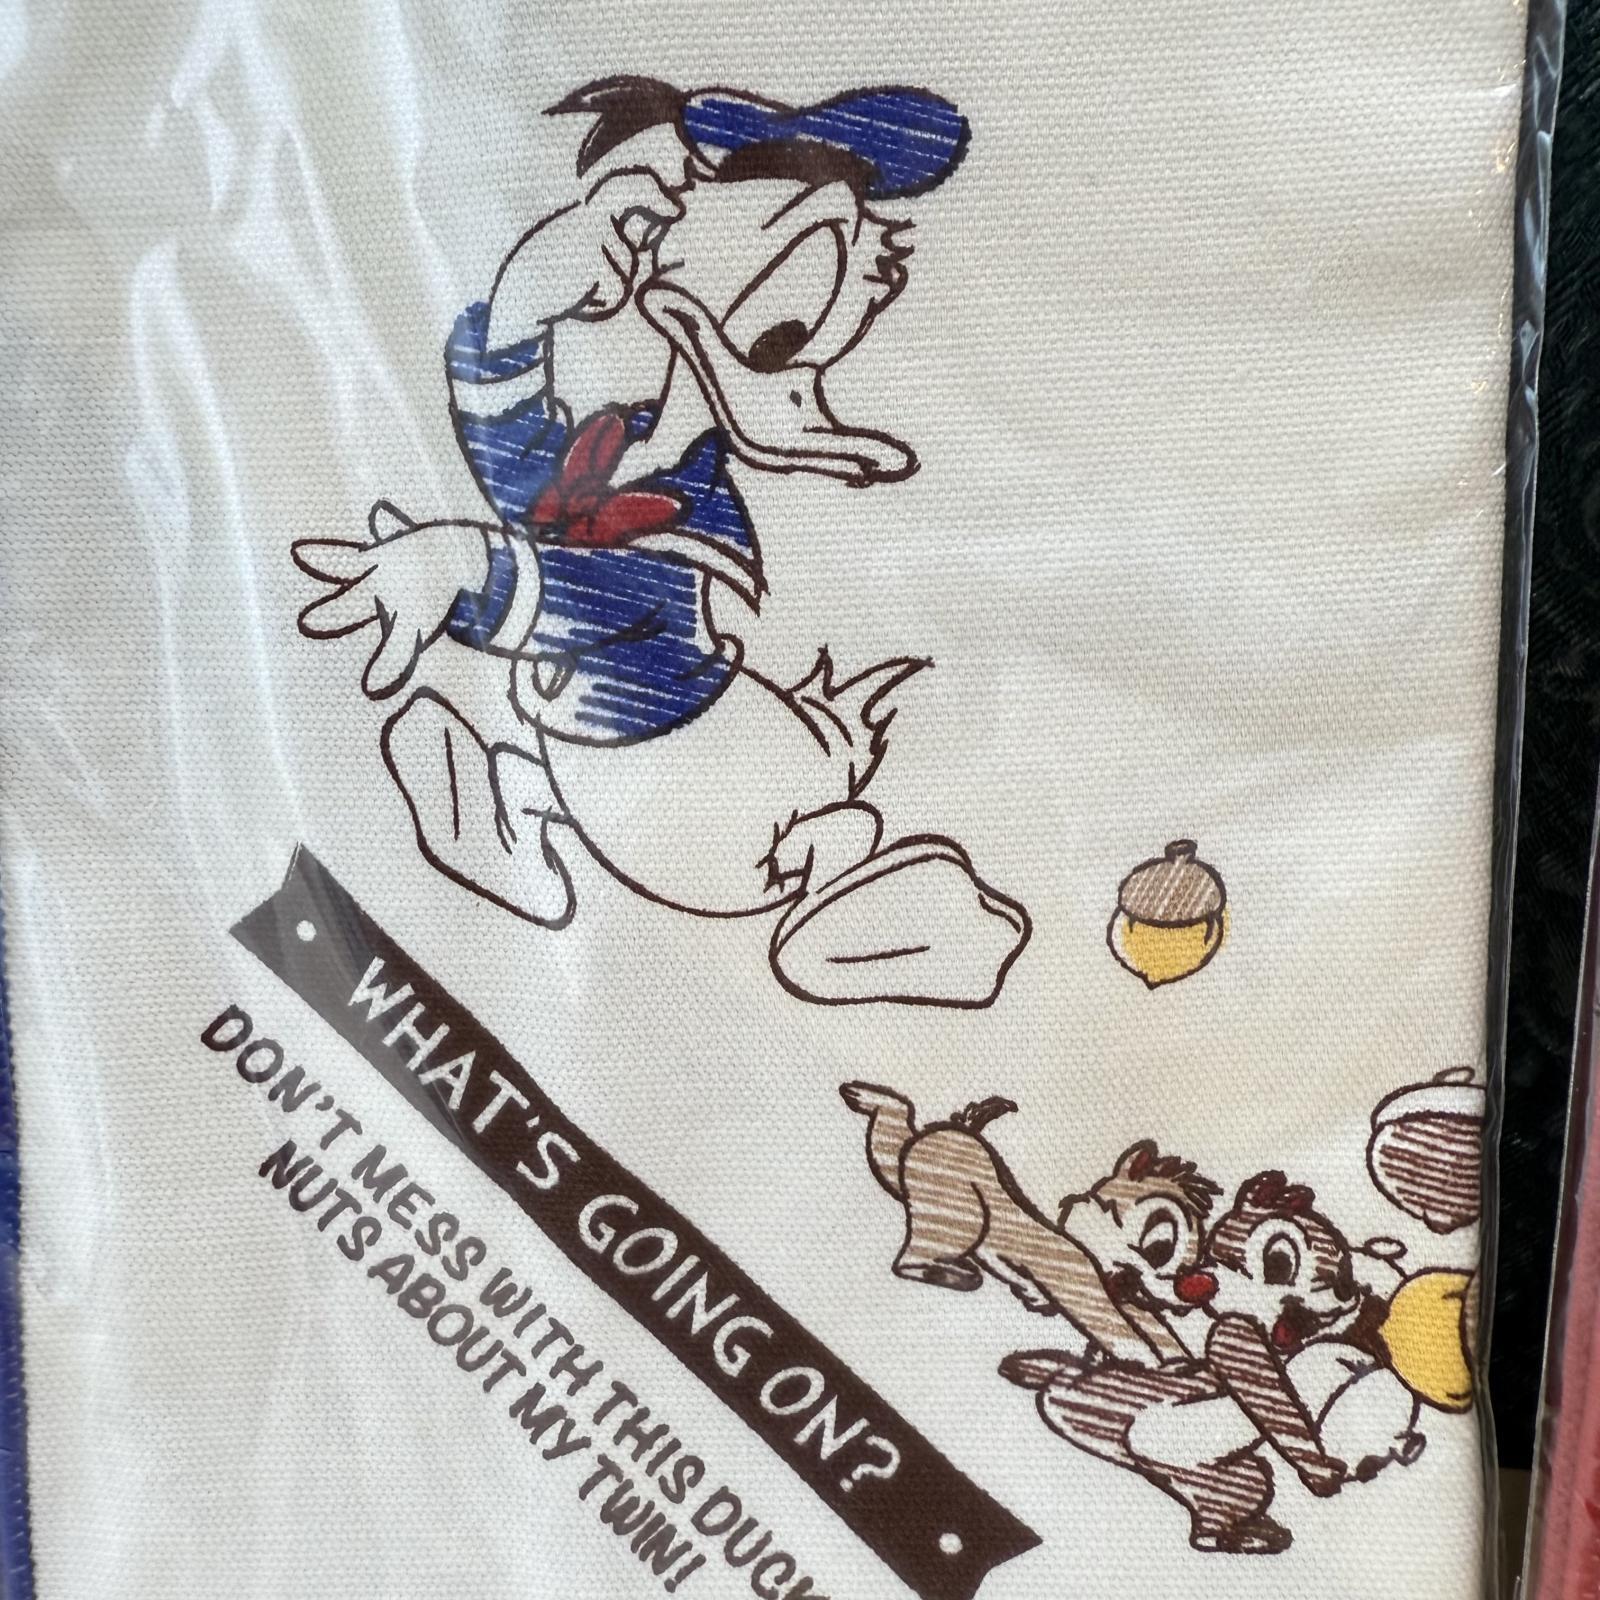 WHAT'S GOING ON?
DON'T MESS WITH THIS DUCK
NUTS ABOUT MY TWIN!